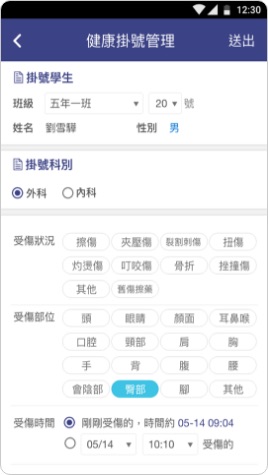 12:30
健康掛號管理 送出
掛號學生
班級 五年一班 20 號
姓名 劉雪驊 性別 男
掛號科別
外科 內科
受傷狀況 擦傷 夾壓傷 裂割刺傷 扭傷
灼燙傷 叮咬傷 骨折 挫撞傷
其他 舊傷擦藥
受傷部位 頭 眼睛 顏面 耳鼻喉
口腔 頸部 肩 胸
手 背 腹 腰
會陰部 臀部 腳 其他
受傷時間 剛剛受傷的，時間約 05-14 09:04
05/14 10:10 受傷的